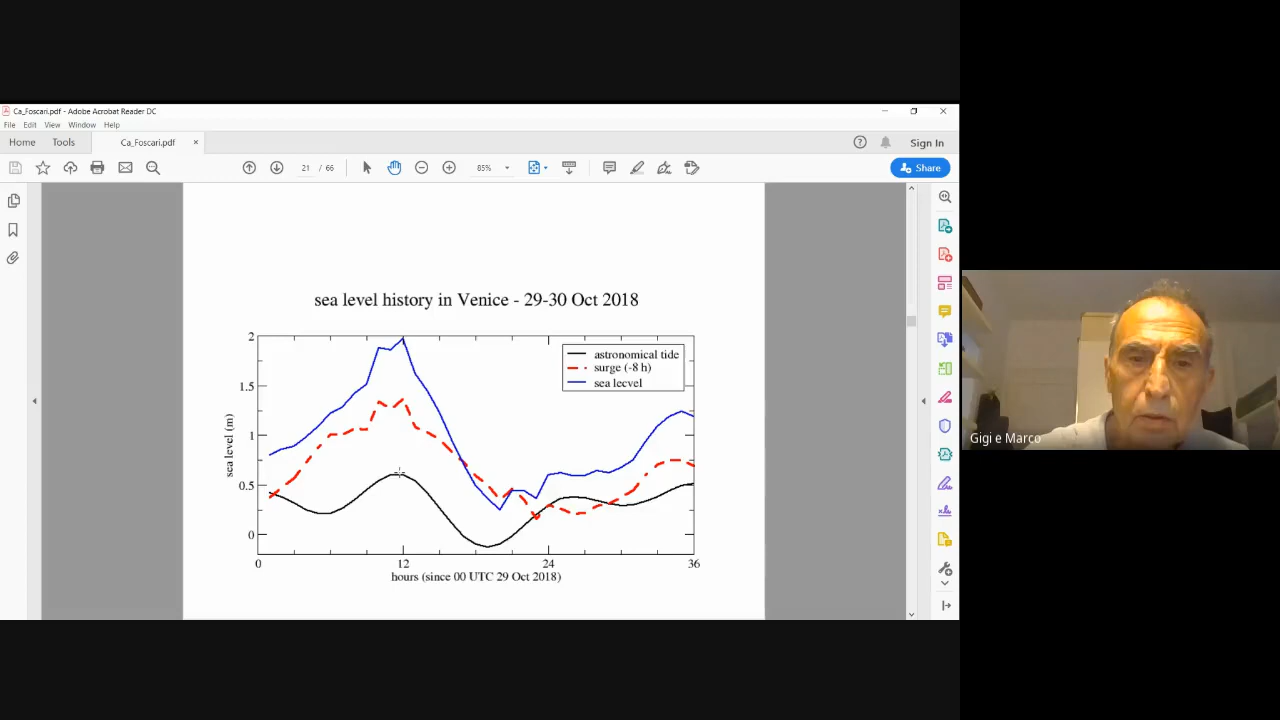 Ca_Foscari.pdf - Adobe Acrobat Reader DC
File Edit View Window Help
Home Tools Ca_Foscari.pdf × Sign In
21 / 66 85% Share
sea level history in Venice - 29-30 Oct 2018
astronomical tide
surge (-8 h)
sea lecvel
2
1.5
1
0.5
0
sea level (m)
0 12 24 36
hours (since 00 UTC 29 Oct 2018)
Gigi e Marco